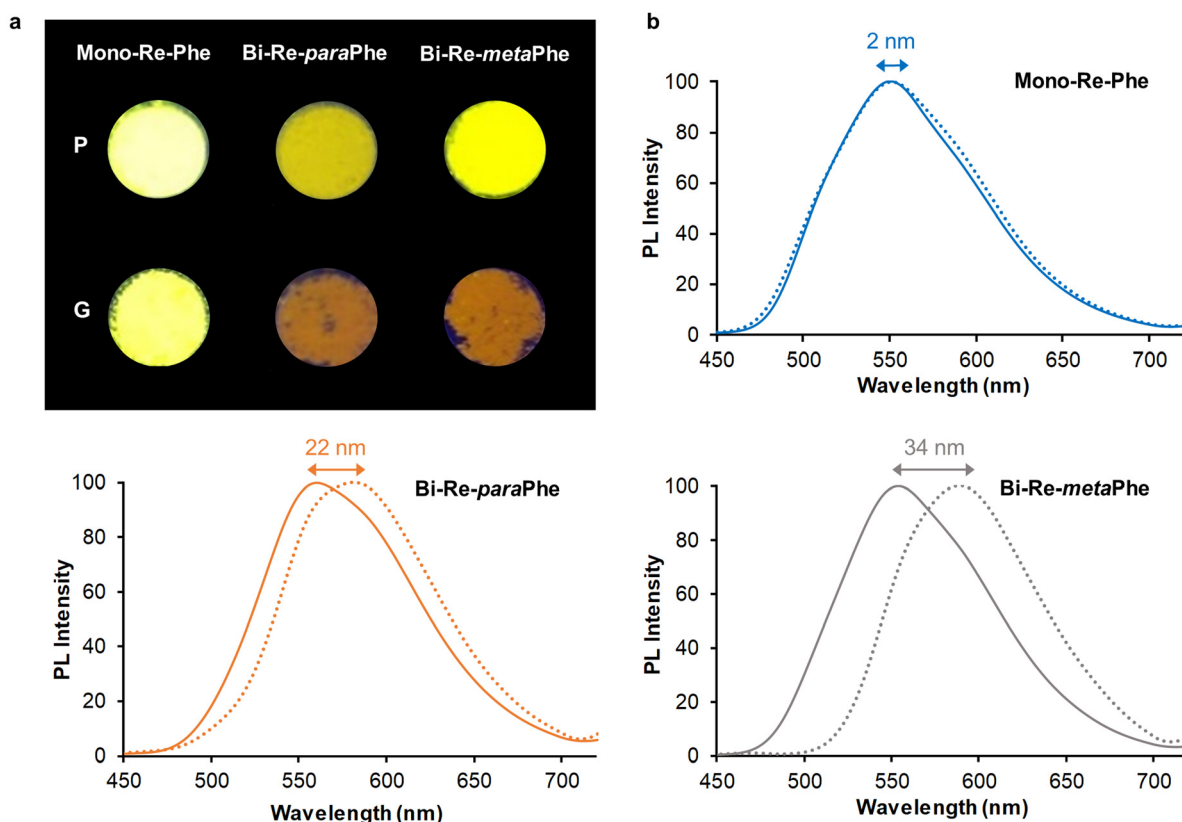 a
Mono-Re-Phe Bi-Re-paraPhe Bi-Re-metaPhe
P
G
b
2 nm
Mono-Re-Phe
PL Intensity
100
80
60
40
20
0
450 500 550 600 650 700
Wavelength (nm)
22 nm
Bi-Re-paraPhe
PL Intensity
100
80
60
40
20
0
450 500 550 600 650 700
Wavelength (nm)
34 nm
Bi-Re-metaPhe
PL Intensity
100
80
60
40
20
0
450 500 550 600 650 700
Wavelength (nm)